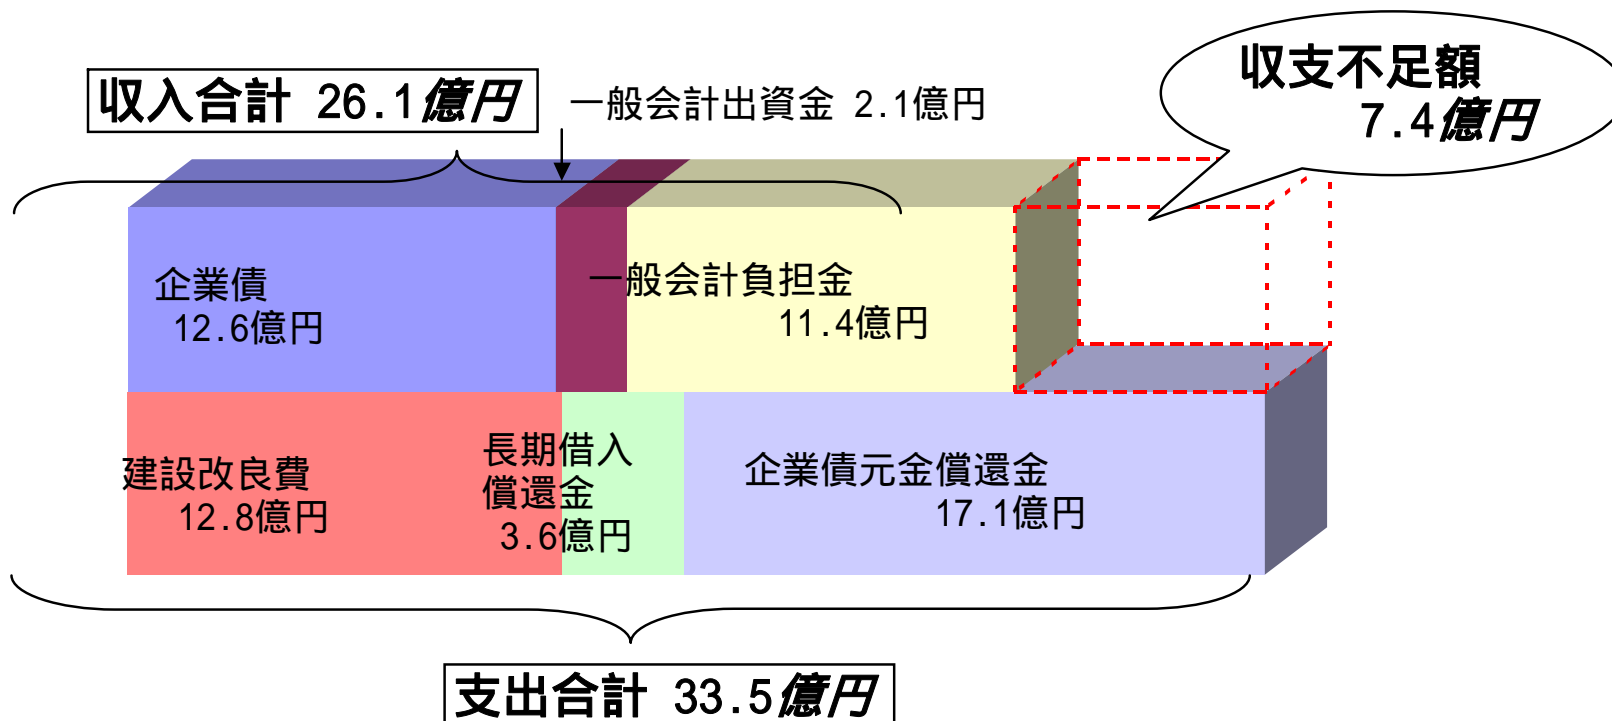 収入合計 26.1億円
一般会計出資金 2.1億円
収支不足額
7.4億円
企業債
12.6億円
一般会計負担金
11.4億円
建設改良費
12.8億円
長期借入
償還金
3.6億円
企業債元金償還金
17.1億円
支出合計 33.5億円